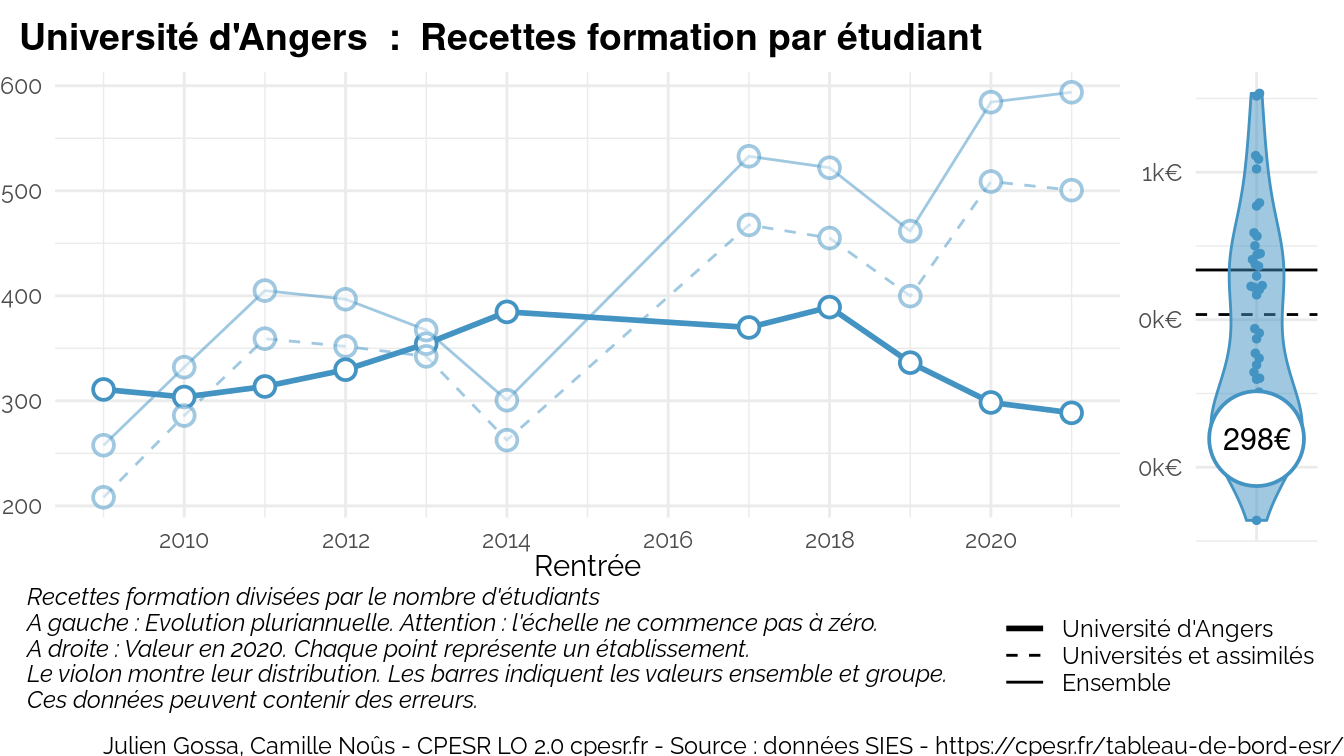 Université d'Angers : Recettes formation par étudiant
600
500
400
300
200
2010 2012 2014 2016 2018 2020
Rentrée
1k€
0k€
0k€
298€
Recettes formation divisées par le nombre d'étudiants
A gauche : Evolution pluriannuelle. Attention : l'échelle ne commence pas à zéro.
A droite : Valeur en 2020. Chaque point représente un établissement.
Le violon montre leur distribution. Les barres indiquent les valeurs ensemble et groupe.
Ces données peuvent contenir des erreurs.
Université d'Angers
Universités et assimilés
Ensemble
Julien Gossa, Camille Noûs - CPESR LO 2.0 cpesr.fr - Source : données SIES - https://cpesr.fr/tableau-de-bord-esr/